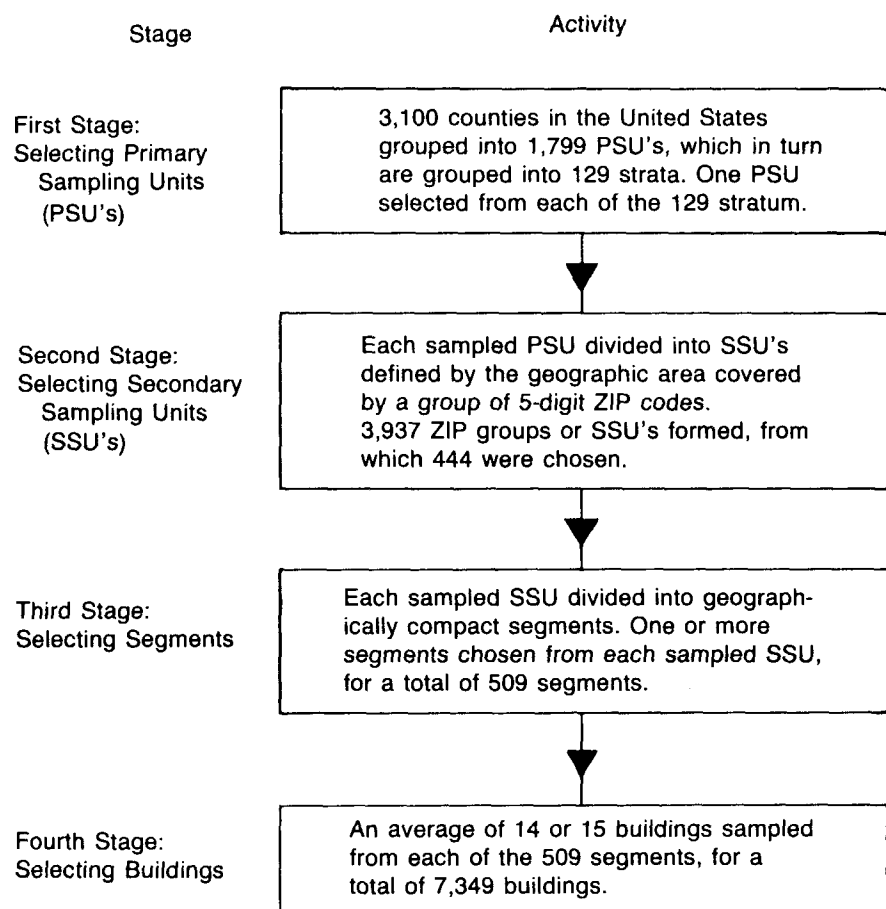 Stage
Activity
First Stage:
Selecting Primary
Sampling Units
(PSU's)
3,100 counties in the United States
grouped into 1,799 PSU's, which in turn
are grouped into 129 strata. One PSU
selected from each of the 129 stratum.
Second Stage:
Selecting Secondary
Sampling Units
(SSU's)
Each sampled PSU divided into SSU's
defined by the geographic area covered
by a group of 5-digit ZIP codes.
3,937 ZIP groups or SSU's formed, from
which 444 were chosen.
Third Stage:
Selecting Segments
Each sampled SSU divided into geograph-
ically compact segments. One or more
segments chosen from each sampled SSU,
for a total of 509 segments.
Fourth Stage:
Selecting Buildings
An average of 14 or 15 buildings sampled
from each of the 509 segments, for a
total of 7,349 buildings.